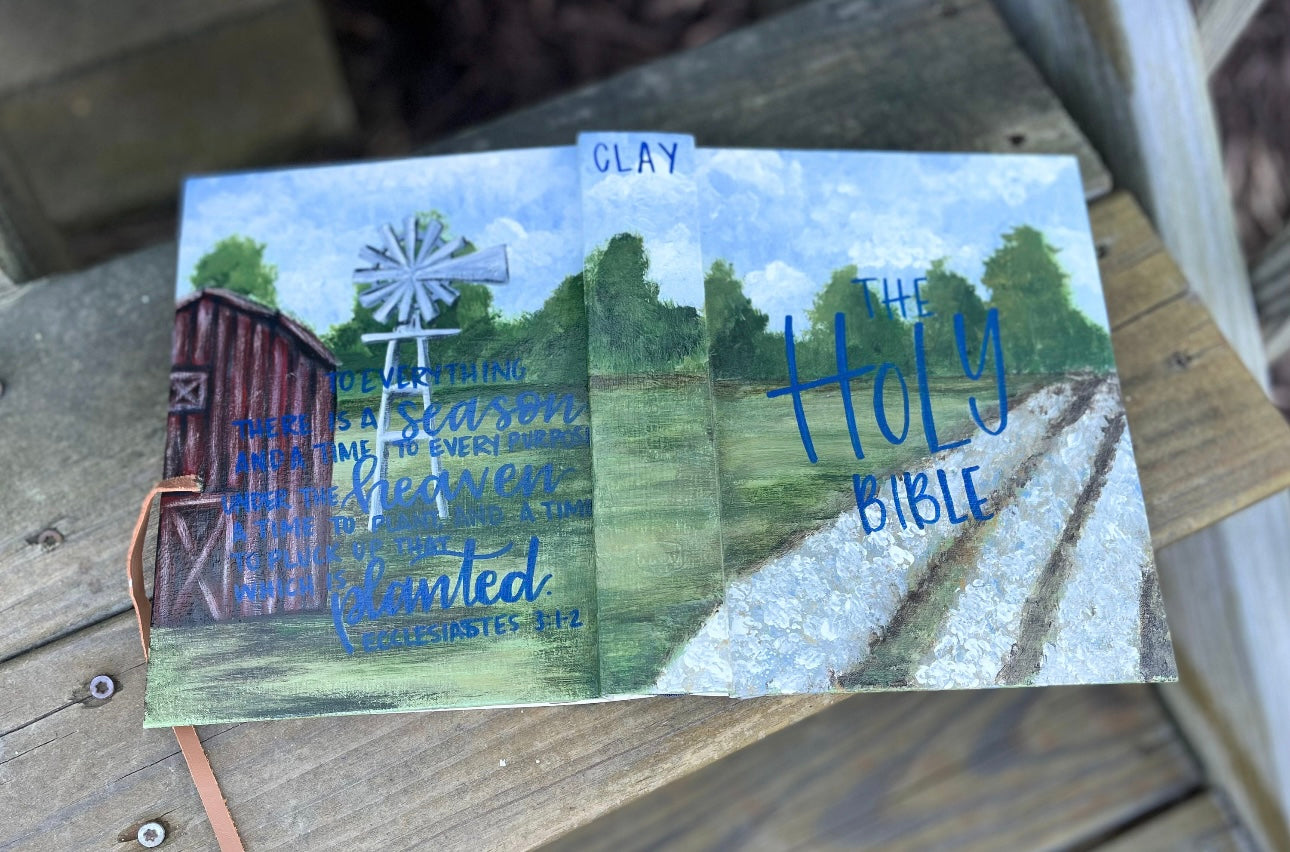 CLAY
TO EVERYTHING
THERE IS A season
AND A TIME TO EVERY PURPOSE
UNDER THE heaven
A TIME TO PLANT AND A TIME
TO PLUCK UP THAT
WHICH IS planted.
ECCLESIASTES 3:1-2
THE
HOLY
BIBLE